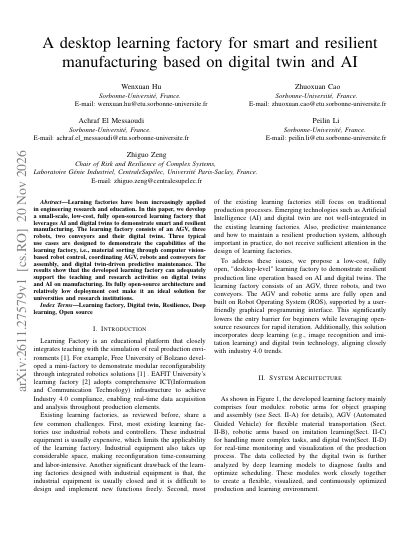 A desktop learning factory for smart and resilient
manufacturing based on digital twin and AI
Wenxuan Hu
Sorbonne-Université, France.
E-mail: wenxuan.hu@etu.sorbonne-universite.fr
Zhuoxuan Cao
Sorbonne-Université, France.
E-mail: zhuoxuan.cao@etu.sorbonne-universite.fr
Achraf El Messaoudi
Sorbonne-Université, France.
E-mail: achraf.el_messaoudi@etu.sorbonne-universite.fr
Peilin Li
Sorbonne-Université, France.
E-mail: peilin.li@etu.sorbonne-universite.fr
Zhiguo Zeng
Chair of Risk and Resilience of Complex Systems,
Laboratoire Génie Industriel, CentraleSupélec, Université Paris-Saclay, France.
E-mail: zhiguo.zeng@centralesupelec.fr
arXiv:2611.27579v1 [cs.RO] 20 Nov 2026
Abstract—Learning factories have been increasingly applied
in engineering research and education. In this paper, we develop
a small-scale, low-cost, fully open-sourced learning factory that
leverages AI and digital twins to demonstrate smart and resilient
manufacturing. The learning factory consists of an AGV, three
robots, two conveyors and their digital twins. Three typical
use cases are designed to demonstrate the capabilities of the
learning factory, i.e., material sorting through computer vision-
based robot control, coordinating AGV, robots and conveyors for
assembly, and digital twin-driven predictive maintenance. The
results show that the developed learning factory can adequately
support the teaching and research activities on digital twins
and AI on manufacturing. Its fully open-source architecture and
relatively low deployment cost make it an ideal solution for
universities and research institutions.
Index Terms—Learning factory, Digital twin, Resilience, Deep
learning, Open source
I. Introduction
Learning Factory is an educational platform that closely
integrates teaching with the simulation of real production en-
vironments [1]. For example, Free University of Bolzano devel-
oped a mini-factory to demonstrate modular reconfigurability
through integrated robotics solutions [1]. EAFIT University's
learning factory [2] adopts comprehensive ICT(Information
and Communication Technology) infrastructure to achieve
Industry 4.0 compliance, enabling real-time data acquisition
and analysis throughout production elements.
Existing learning factories, as reviewed before, share a
few common challenges. First, most existing learning fac-
tories use industrial robots and controllers. These industrial
equipment is usually expensive, which limits the applicability
of the learning factory. Industrial equipment also takes up
considerable space, making reconfiguration time-consuming
and labor-intensive. Another significant drawback of the learn-
ing factories designed with industrial equipment is that, the
industrial equipment is usually closed and it is difficult to
design and implement new functions freely. Second, most
of the existing learning factories still focus on traditional
production processes. Emerging technologies such as Artificial
Intelligence (AI) and digital twin are not well-integrated in
the existing learning factories. Also, predictive maintenance
and how to maintain a resilient production system, although
important in practice, do not receive sufficient attention in the
design of learning factories.
To address these issues, we propose a low-cost, fully
open, "desktop-level" learning factory to demonstrate resilient
production line operation based on AI and digital twins. The
learning factory consists of an AGV, three robots, and two
conveyors. The AGV and the robotic arms are fully open and
built on Robot Operating System (ROS), supported by a user-
friendly graphical programming interface. This significantly
lowers the entry barrier for beginners while leveraging open-
source resources for rapid iteration. Additionally, this solution
incorporates deep learning (e.g., image recognition and imi-
tation learning) and digital twin technology, aligning closely
with industry 4.0 trends.
II. System Architecture
As shown in Figure 1, the developed learning factory mainly
comprises four modules: robotic arms for object grasping
and assembly (see Sect. II-A for details), AGV (Automated
Guided Vehicle) for flexible material transportation (Sect.
II-B), robotic arms based on imitation learning(Sect. II-C)
for handling more complex tasks, and digital twin(Sect. II-D)
for real-time monitoring and visualization of the production
process. The data collected by the digital twin is further
analyzed by deep learning models to diagnose faults and
optimize scheduling. These modules work closely together
to create a flexible, visualized, and continuously optimized
production and learning environment.